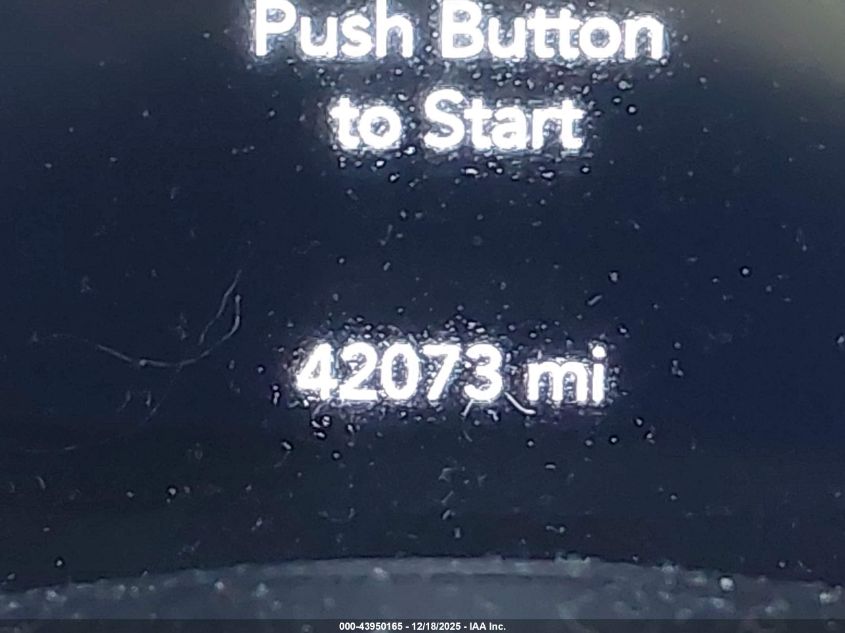 Push Button
to Start
42073 mi
000-43950165 - 12/18/2025 - IAA Inc.